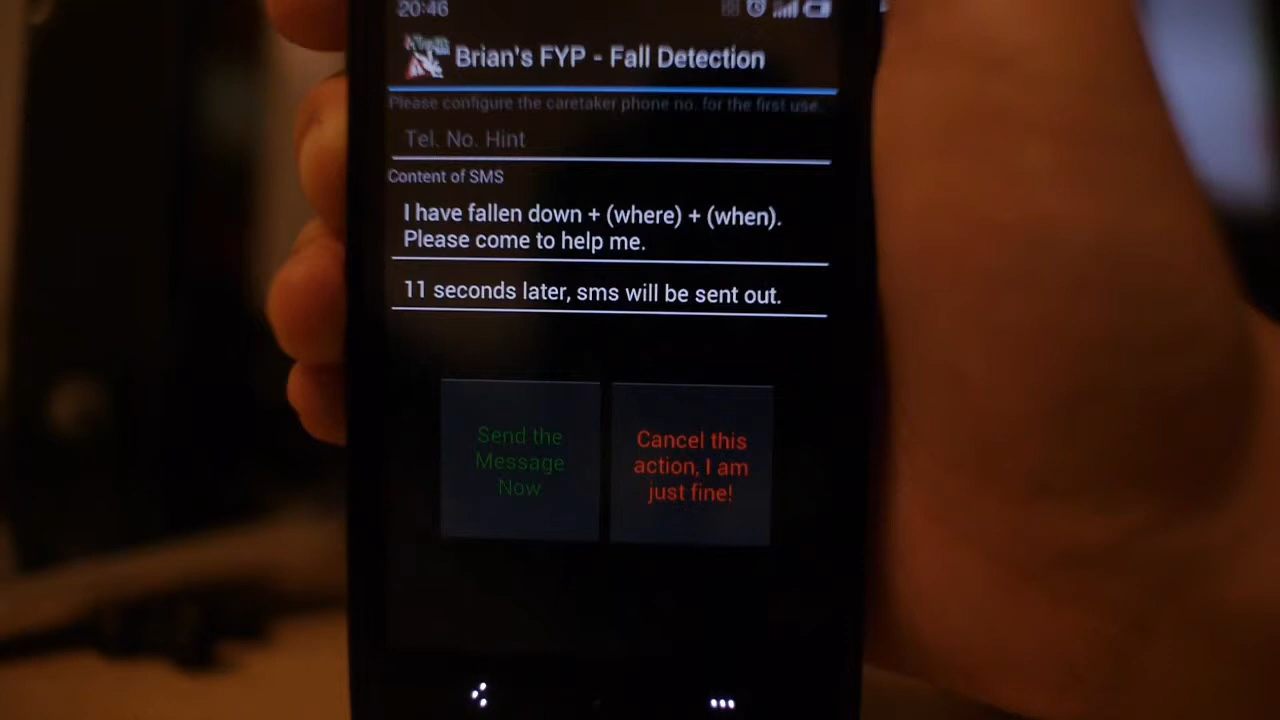 20:46
Brian's FYP - Fall Detection
Please configure the caretaker phone no. for the first use.
Tel. No. Hint
Content of SMS
I have fallen down + (where) + (when).
Please come to help me.
11 seconds later, sms will be sent out.
Send the
Message
Now
Cancel this
action, I am
just fine!